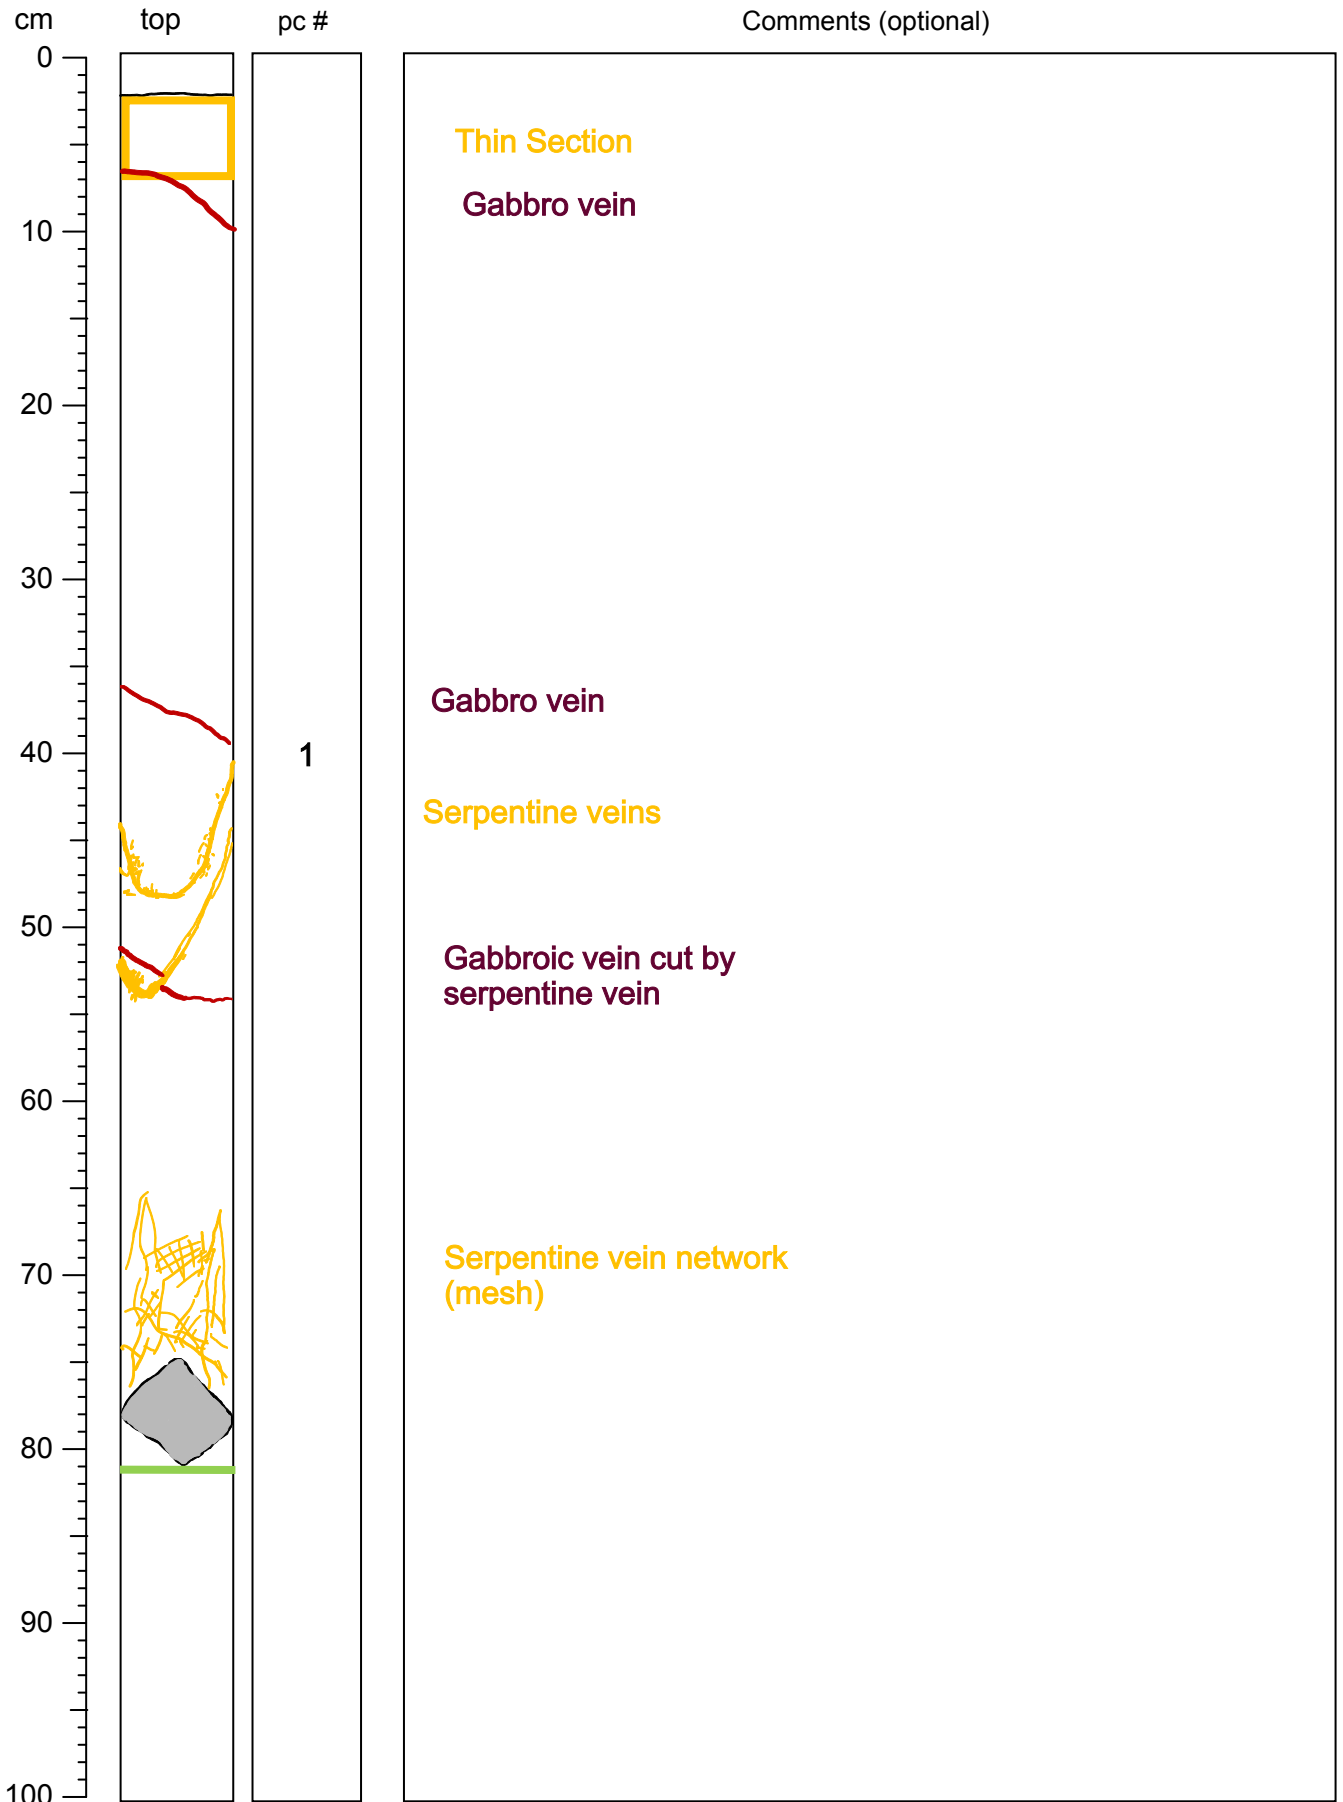 cm top pc # Comments (optional)
0
Thin Section
Gabbro vein
10
20
30
Gabbro vein
40 1
Serpentine veins
50
Gabbroic vein cut by
serpentine vein
60
Serpentine vein network
70
(mesh)
80
90
100